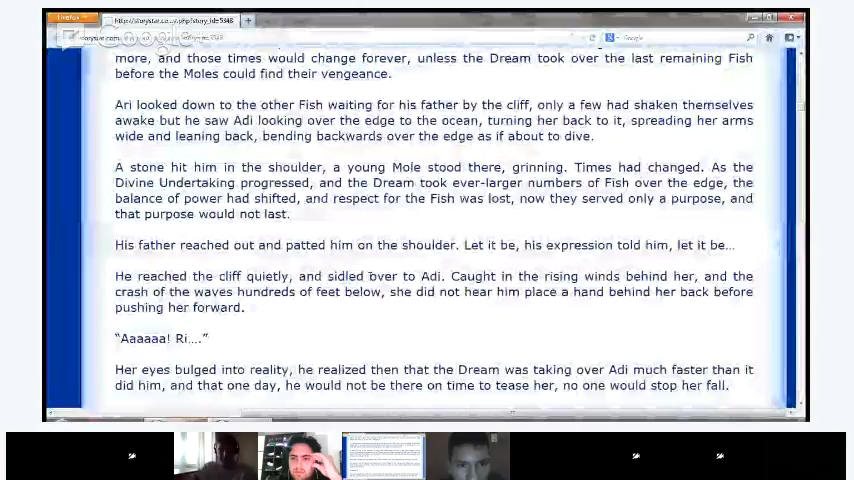 Firefox
http://storystar.co...v.php?story_id=5348
Google
more, and those times would change forever, unless the Dream took over the last remaining Fish
before the Moles could find their vengeance.
Ari looked down to the other Fish waiting for his father by the cliff, only a few had shaken themselves
awake but he saw Adi looking over the edge to the ocean, turning her back to it, spreading her arms
wide and leaning back, bending backwards over the edge as if about to dive.
A stone hit him in the shoulder, a young Mole stood there, grinning. Times had changed. As the
Divine Undertaking progressed, and the Dream took ever-larger numbers of Fish over the edge, the
balance of power had shifted, and respect for the Fish was lost, now they served only a purpose, and
that purpose would not last.
His father reached out and patted him on the shoulder. Let it be, his expression told him, let it be…
He reached the cliff quietly, and sidled over to Adi. Caught in the rising winds behind her, and the
crash of the waves hundreds of feet below, she did not hear him place a hand behind her back before
pushing her forward.
“Aaaaaa! Ri….”
Her eyes bulged into reality, he realized then that the Dream was taking over Adi much faster than it
did him, and that one day, he would not be there on time to tease her, no one would stop her fall.